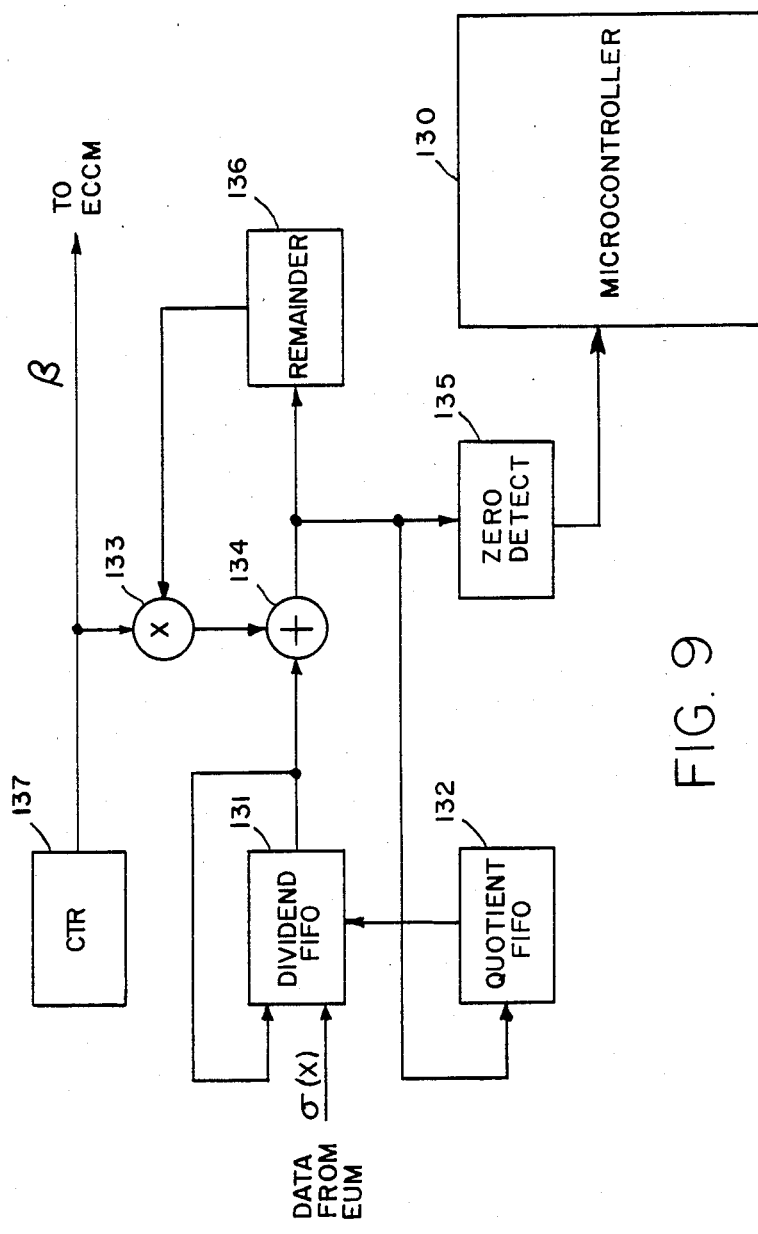 137
CTR
β
TO
ECCM
133
X
134
+
136
REMAINDER
131
DIVIDEND
FIFO
DATA
FROM
EUM
σ(x)
132
QUOTIENT
FIFO
135
ZERO
DETECT
130
MICROCONTROLLER
FIG. 9